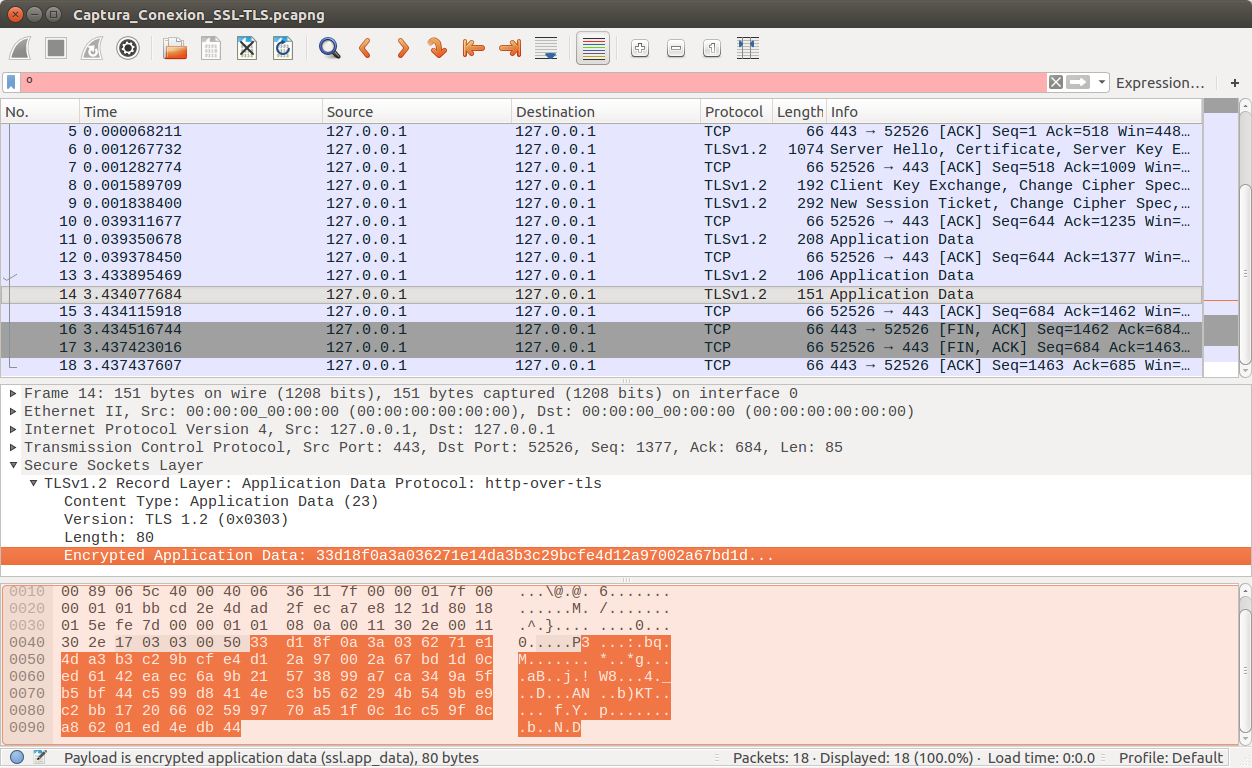 Captura_Conexion_SSL-TLS.pcapng
º Expression… +
No. Time Source Destination Protocol Length Info
5 0.000068211 127.0.0.1 127.0.0.1 TCP 66 443 → 52526 [ACK] Seq=1 Ack=518 Win=448…
6 0.001267732 127.0.0.1 127.0.0.1 TLSv1.2 1074 Server Hello, Certificate, Server Key E…
7 0.001282774 127.0.0.1 127.0.0.1 TCP 66 52526 → 443 [ACK] Seq=518 Ack=1009 Win=…
8 0.001589709 127.0.0.1 127.0.0.1 TLSv1.2 192 Client Key Exchange, Change Cipher Spec…
9 0.001838400 127.0.0.1 127.0.0.1 TLSv1.2 292 New Session Ticket, Change Cipher Spec,…
10 0.039311677 127.0.0.1 127.0.0.1 TCP 66 52526 → 443 [ACK] Seq=644 Ack=1235 Win=…
11 0.039350678 127.0.0.1 127.0.0.1 TLSv1.2 208 Application Data
12 0.039378450 127.0.0.1 127.0.0.1 TCP 66 52526 → 443 [ACK] Seq=644 Ack=1377 Win=…
13 3.433895469 127.0.0.1 127.0.0.1 TLSv1.2 106 Application Data
14 3.434077684 127.0.0.1 127.0.0.1 TLSv1.2 151 Application Data
15 3.434115918 127.0.0.1 127.0.0.1 TCP 66 52526 → 443 [ACK] Seq=684 Ack=1462 Win=…
16 3.434516744 127.0.0.1 127.0.0.1 TCP 66 443 → 52526 [FIN, ACK] Seq=1462 Ack=684…
17 3.437423016 127.0.0.1 127.0.0.1 TCP 66 52526 → 443 [FIN, ACK] Seq=684 Ack=1463…
18 3.437437607 127.0.0.1 127.0.0.1 TCP 66 443 → 52526 [ACK] Seq=1463 Ack=685 Win=…
Frame 14: 151 bytes on wire (1208 bits), 151 bytes captured (1208 bits) on interface 0
Ethernet II, Src: 00:00:00_00:00:00 (00:00:00:00:00:00), Dst: 00:00:00_00:00:00 (00:00:00:00:00:00)
Internet Protocol Version 4, Src: 127.0.0.1, Dst: 127.0.0.1
Transmission Control Protocol, Src Port: 443, Dst Port: 52526, Seq: 1377, Ack: 684, Len: 85
Secure Sockets Layer
TLSv1.2 Record Layer: Application Data Protocol: http-over-tls
Content Type: Application Data (23)
Version: TLS 1.2 (0x0303)
Length: 80
Encrypted Application Data: 33d18f0a3a036271e14da3b3c29bcfe4d12a97002a67bd1d...
0010 00 89 06 5c 40 00 40 06 36 11 7f 00 00 01 7f 00 ...\@.@. 6.......
0020 00 01 01 bb cd 2e 4d ad 2f ec a7 e8 12 1d 80 18 ......M. /.......
0030 01 5e fe 7d 00 00 01 01 08 0a 00 11 30 2e 00 11 .^.}.... ....0...
0040 30 2e 17 03 03 00 50 33 d1 8f 0a 3a 03 62 71 e1 0.....P3 ...:.bq.
0050 4d a3 b3 c2 9b cf e4 d1 2a 97 00 2a 67 bd 1d 0c M....... *..*g...
0060 ed 61 42 ea ec 6a 9b 21 57 38 99 a7 ca 34 9a 5f .aB..j.! W8...4._
0070 b5 bf 44 c5 99 d8 41 4e c3 b5 62 29 4b 54 9b e9 ..D...AN ..b)KT..
0080 c2 bb 17 20 66 02 59 97 70 a5 1f 0c 1c c5 9f 8c ... f.Y. p.......
0090 a8 62 01 ed 4e db 44 .b..N.D
Payload is encrypted application data (ssl.app_data), 80 bytes Packets: 18 · Displayed: 18 (100.0%) · Load time: 0:0.0 Profile: Default